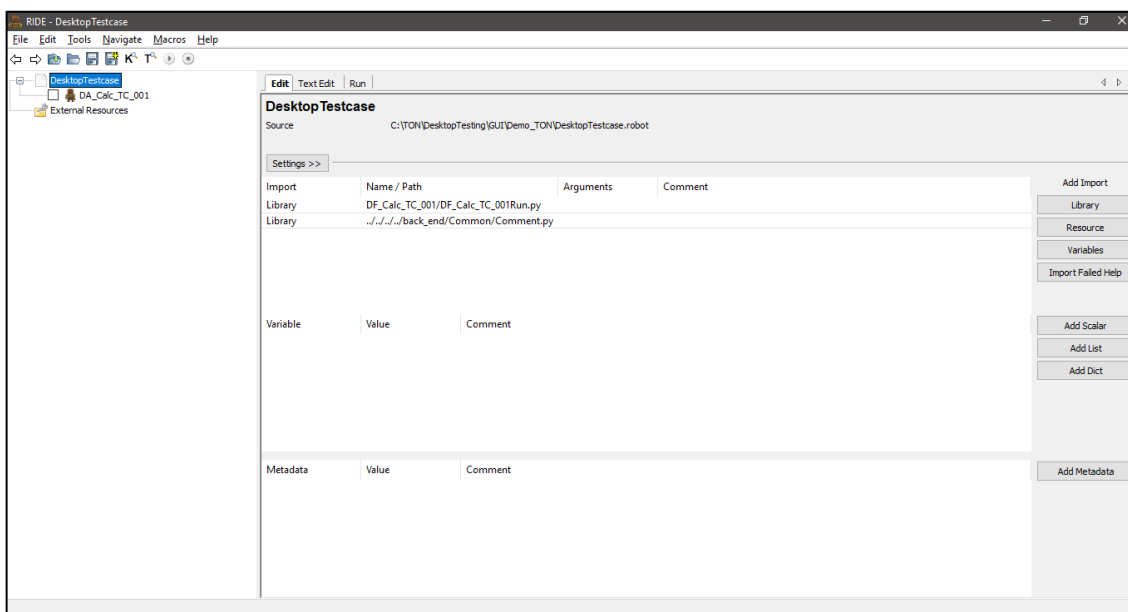 RIDE - DesktopTestcase
File Edit Tools Navigate Macros Help
DesktopTestcase
DA_Calc_TC_001
External Resources
Edit Text Edit Run
DesktopTestcase
Source C:\TON\DesktopTesting\GUI\Demo_TON\DesktopTestcase.robot
Settings >>
Import Name / Path Arguments Comment Add Import
Library DF_Calc_TC_001/DF_Calc_TC_001Run.py Library
Library ../../../../back_end/Common/Comment.py
Resource
Variables
Import Failed Help
Variable Value Comment Add Scalar
Add List
Add Dict
Metadata Value Comment Add Metadata